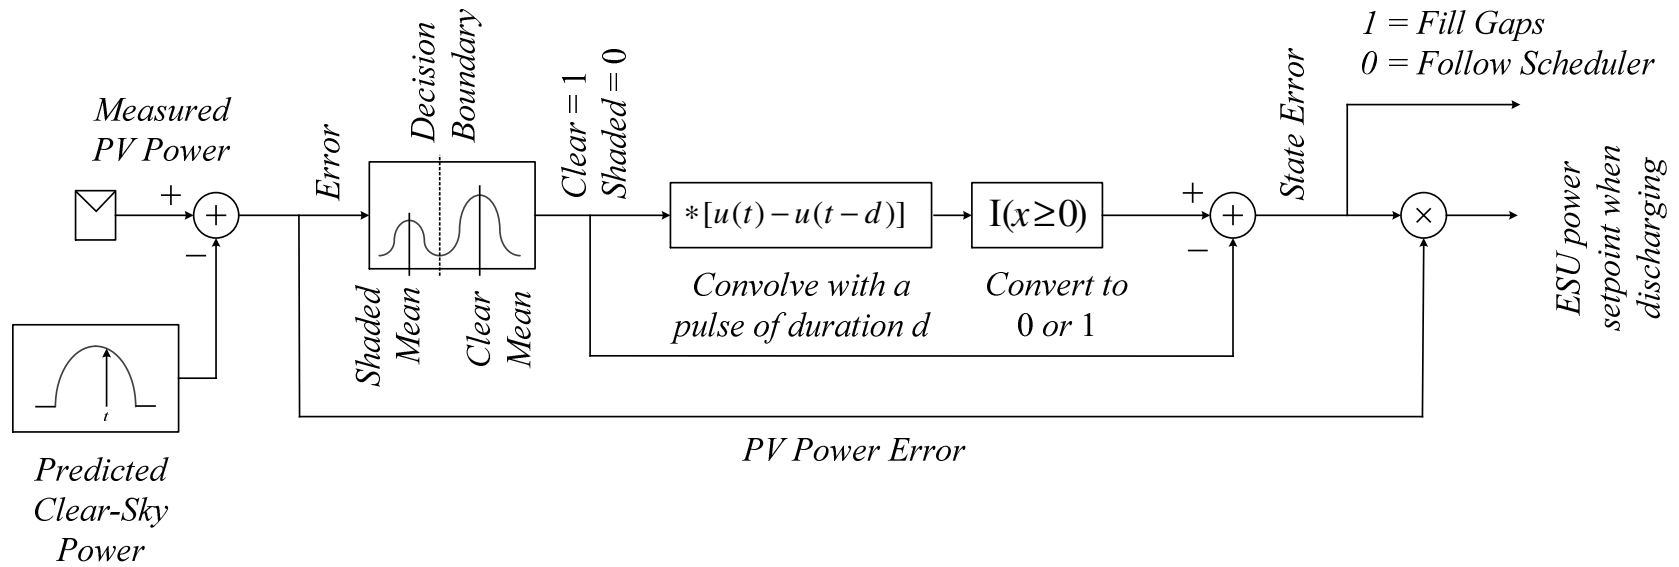 Measured
PV Power
+
+
−
Predicted
Clear-Sky
Power
t
Error
Decision
Boundary
Shaded
Mean
Clear
Mean
Clear = 1
Shaded = 0
*[u(t)−u(t−d)]
Convolve with a
pulse of duration d
I(x≥0)
Convert to
0 or 1
+
+
−
State Error
1 = Fill Gaps
0 = Follow Scheduler
×
ESU power
setpoint when
discharging
PV Power Error